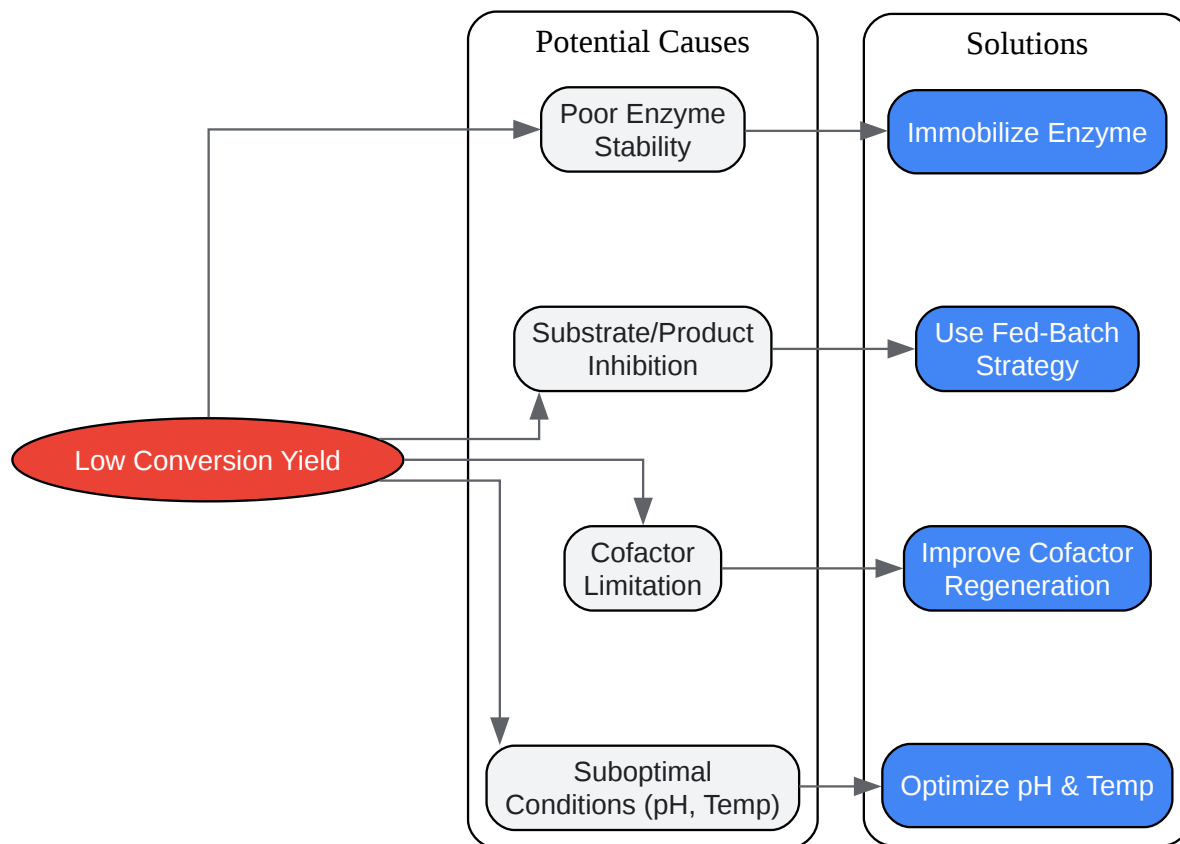 Potential Causes
Solutions
Poor Enzyme
Stability
Immobilize Enzyme
Substrate/Product
Inhibition
Use Fed-Batch
Strategy
Low Conversion Yield
Cofactor
Limitation
Improve Cofactor
Regeneration
Suboptimal
Conditions (pH, Temp)
Optimize pH & Temp